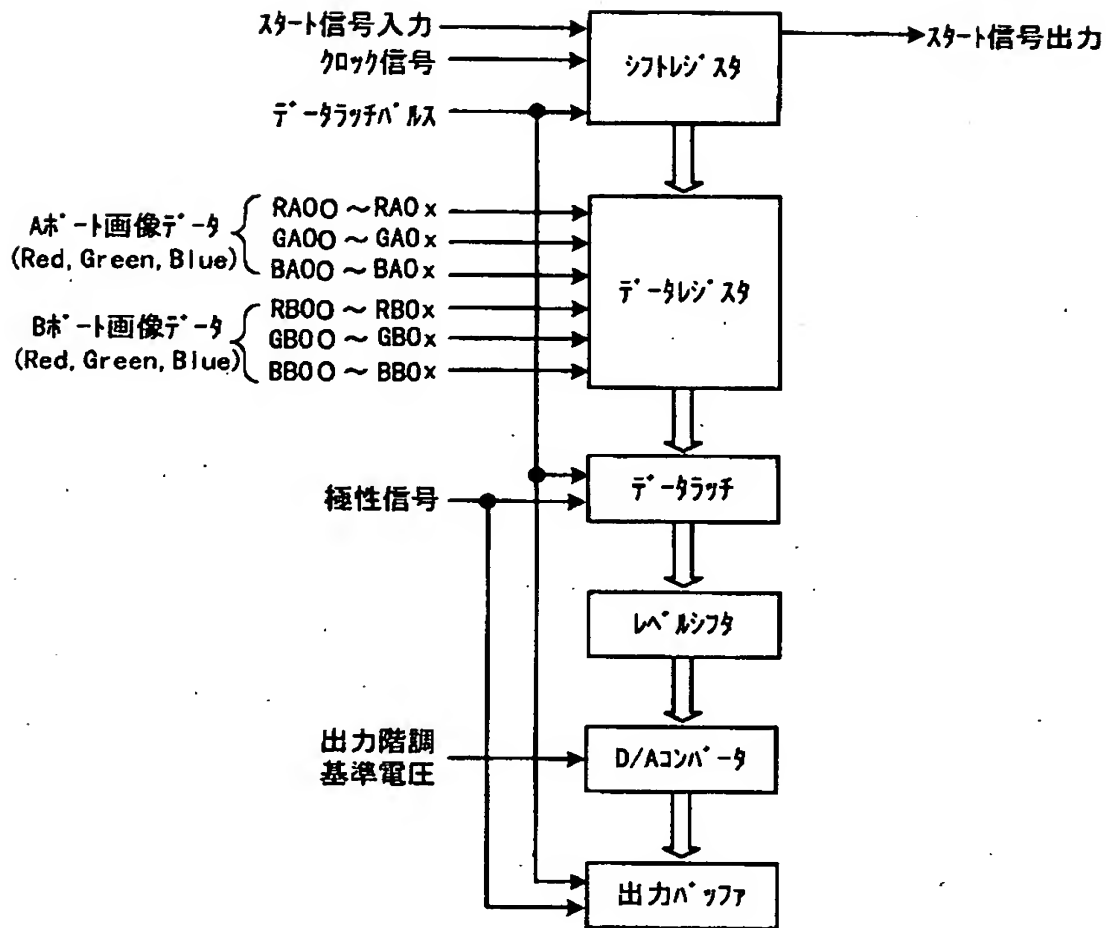 ｽﾀｰﾄ信号入力
ｸﾛｯｸ信号
ﾃﾞｰﾀﾗｯﾁﾊﾟﾙｽ
ｼﾌﾄﾚｼﾞｽﾀ
ｽﾀｰﾄ信号出力
Aﾎﾟｰﾄ画像ﾃﾞｰﾀ
(Red, Green, Blue)
RA00 ～ RA0x
GA00 ～ GA0x
BA00 ～ BA0x
Bﾎﾟｰﾄ画像ﾃﾞｰﾀ
(Red, Green, Blue)
RB00 ～ RB0x
GB00 ～ GB0x
BB00 ～ BB0x
ﾃﾞｰﾀﾚｼﾞｽﾀ
極性信号
ﾃﾞｰﾀﾗｯﾁ
ﾚﾍﾞﾙｼﾌﾀ
出力階調
基準電圧
D/Aｺﾝﾊﾞｰﾀ
出力ﾊﾞｯﾌｧ